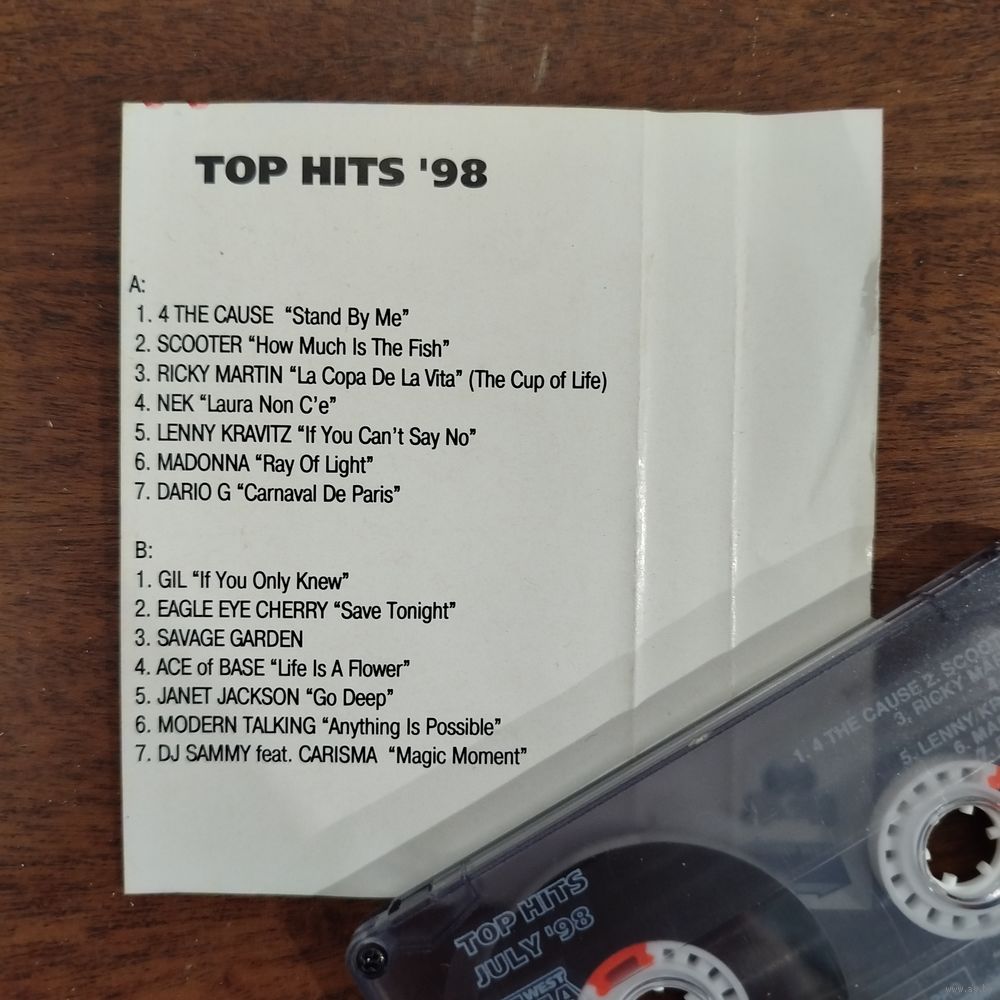 TOP HITS '98
A:
1. 4 THE CAUSE “Stand By Me”
2. SCOOTER “How Much Is The Fish”
3. RICKY MARTIN “La Copa De La Vita” (The Cup of Life)
4. NEK “Laura Non C'e”
5. LENNY KRAVITZ “If You Can't Say No”
6. MADONNA “Ray Of Light”
7. DARIO G “Carnaval De Paris”
B:
1. GIL “If You Only Knew”
2. EAGLE EYE CHERRY “Save Tonight”
3. SAVAGE GARDEN
4. ACE of BASE “Life Is A Flower”
5. JANET JACKSON “Go Deep”
6. MODERN TALKING “Anything Is Possible”
7. DJ SAMMY feat. CARISMA “Magic Moment”
1. 4 THE CAUSE 2. SCOO
3. RICKY MA
5. LENNY KR
6. MA
TOP HITS
JULY '98
WEST